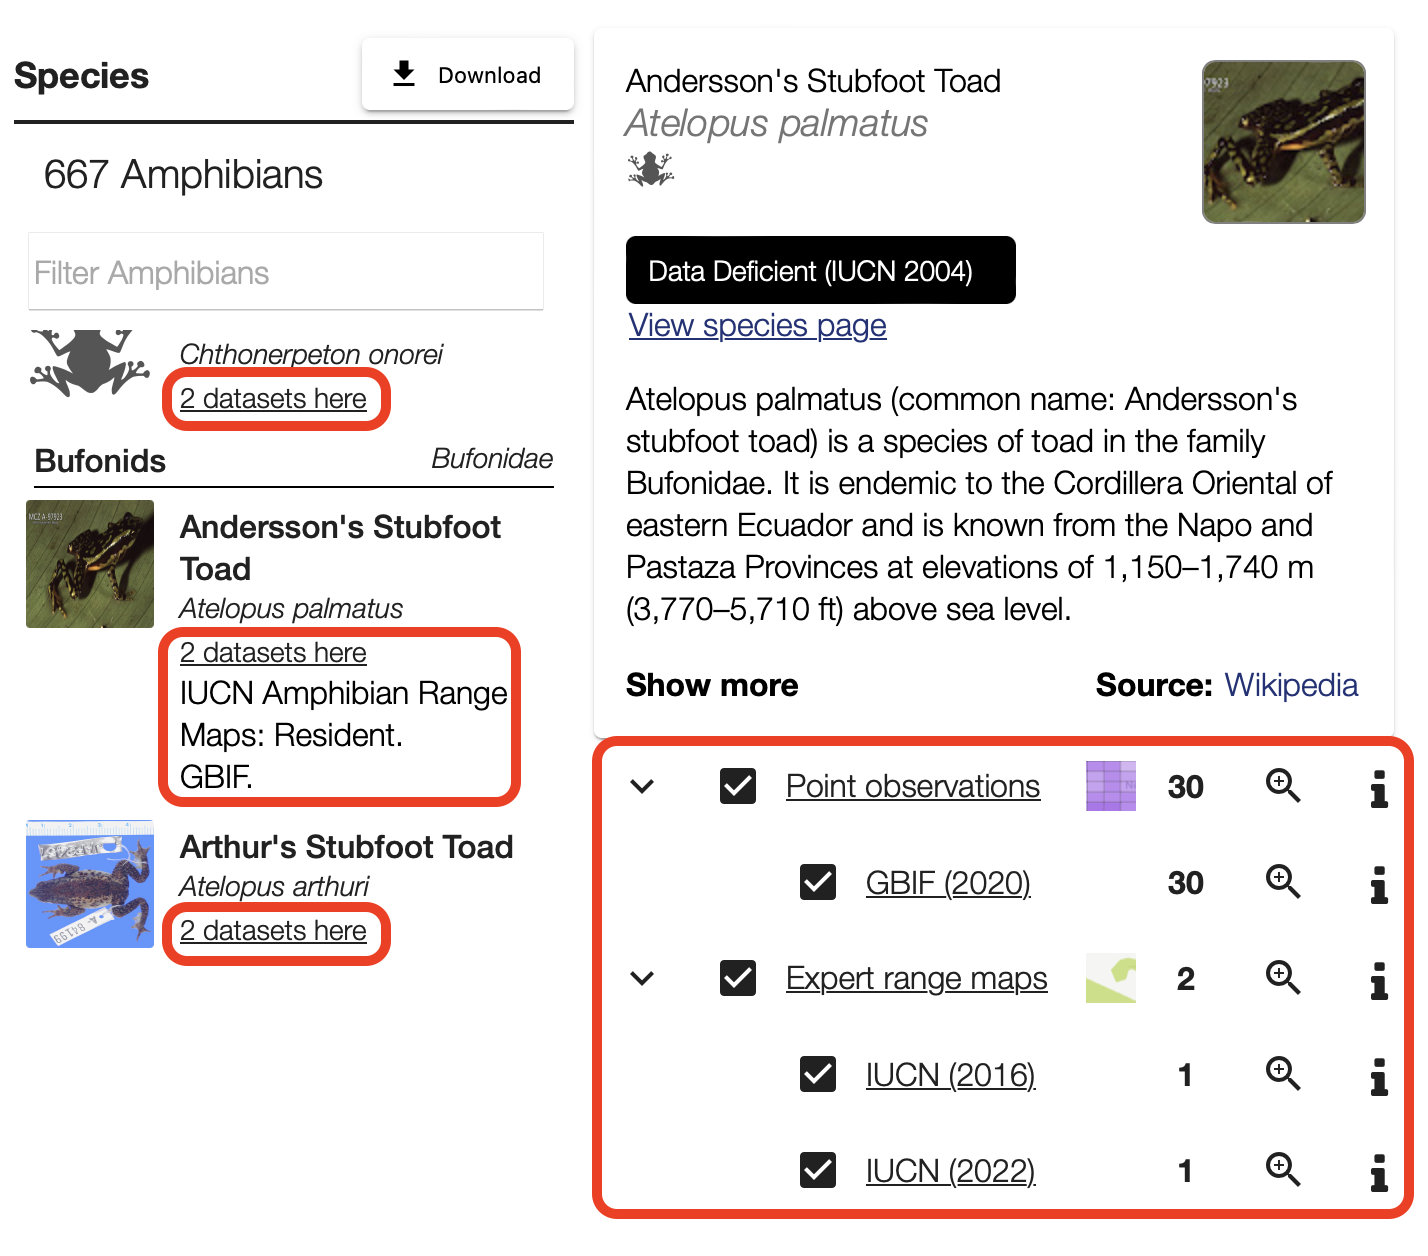 Species
Download
667 Amphibians
Filter Amphibians
Chthonerpeton onorei
2 datasets here
Bufonids
Bufonidae
MCZ A-97923
Andersson's Stubfoot
Toad
Atelopus palmatus
2 datasets here
IUCN Amphibian Range
Maps: Resident.
GBIF.
Arthur's Stubfoot Toad
Atelopus arthuri
2 datasets here
A-84199
Andersson's Stubfoot Toad
Atelopus palmatus
97923
Data Deficient (IUCN 2004)
View species page
Atelopus palmatus (common name: Andersson's
stubfoot toad) is a species of toad in the family
Bufonidae. It is endemic to the Cordillera Oriental of
eastern Ecuador and is known from the Napo and
Pastaza Provinces at elevations of 1,150–1,740 m
(3,770–5,710 ft) above sea level.
Show more
Source: Wikipedia
Point observations 30
GBIF (2020) 30
Expert range maps 2
IUCN (2016) 1
IUCN (2022) 1